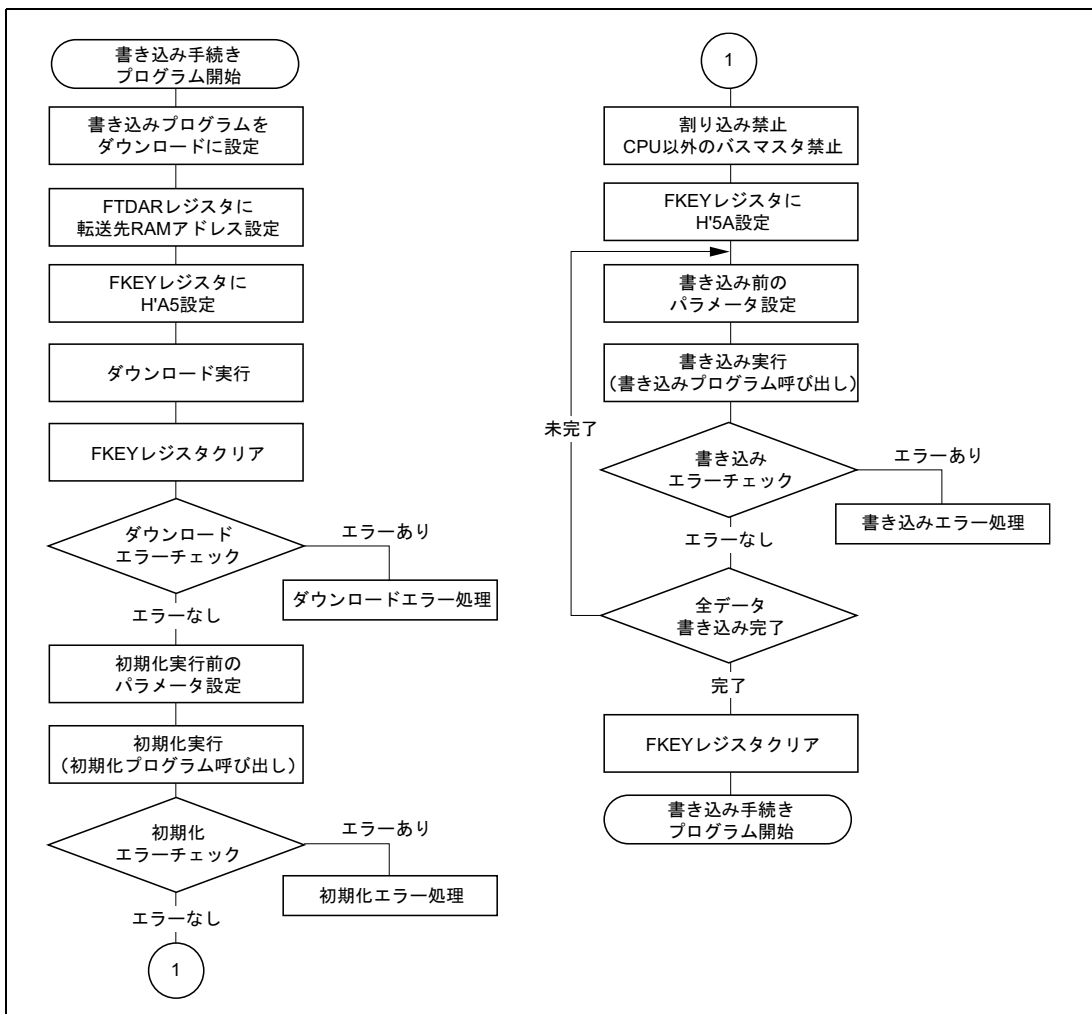 書き込み手続き
プログラム開始
書き込みプログラムを
ダウンロードに設定
FTDARレジスタに
転送先RAMアドレス設定
FKEYレジスタに
H'A5設定
ダウンロード実行
FKEYレジスタクリア
ダウンロード
エラーチェック
エラーあり
ダウンロードエラー処理
エラーなし
初期化実行前の
パラメータ設定
初期化実行
（初期化プログラム呼び出し）
初期化
エラーチェック
エラーあり
初期化エラー処理
エラーなし
1
1
割り込み禁止
CPU以外のバスマスタ禁止
FKEYレジスタに
H'5A設定
書き込み前の
パラメータ設定
書き込み実行
（書き込みプログラム呼び出し）
未完了
書き込み
エラーチェック
エラーあり
書き込みエラー処理
エラーなし
全データ
書き込み完了
完了
FKEYレジスタクリア
書き込み手続き
プログラム開始